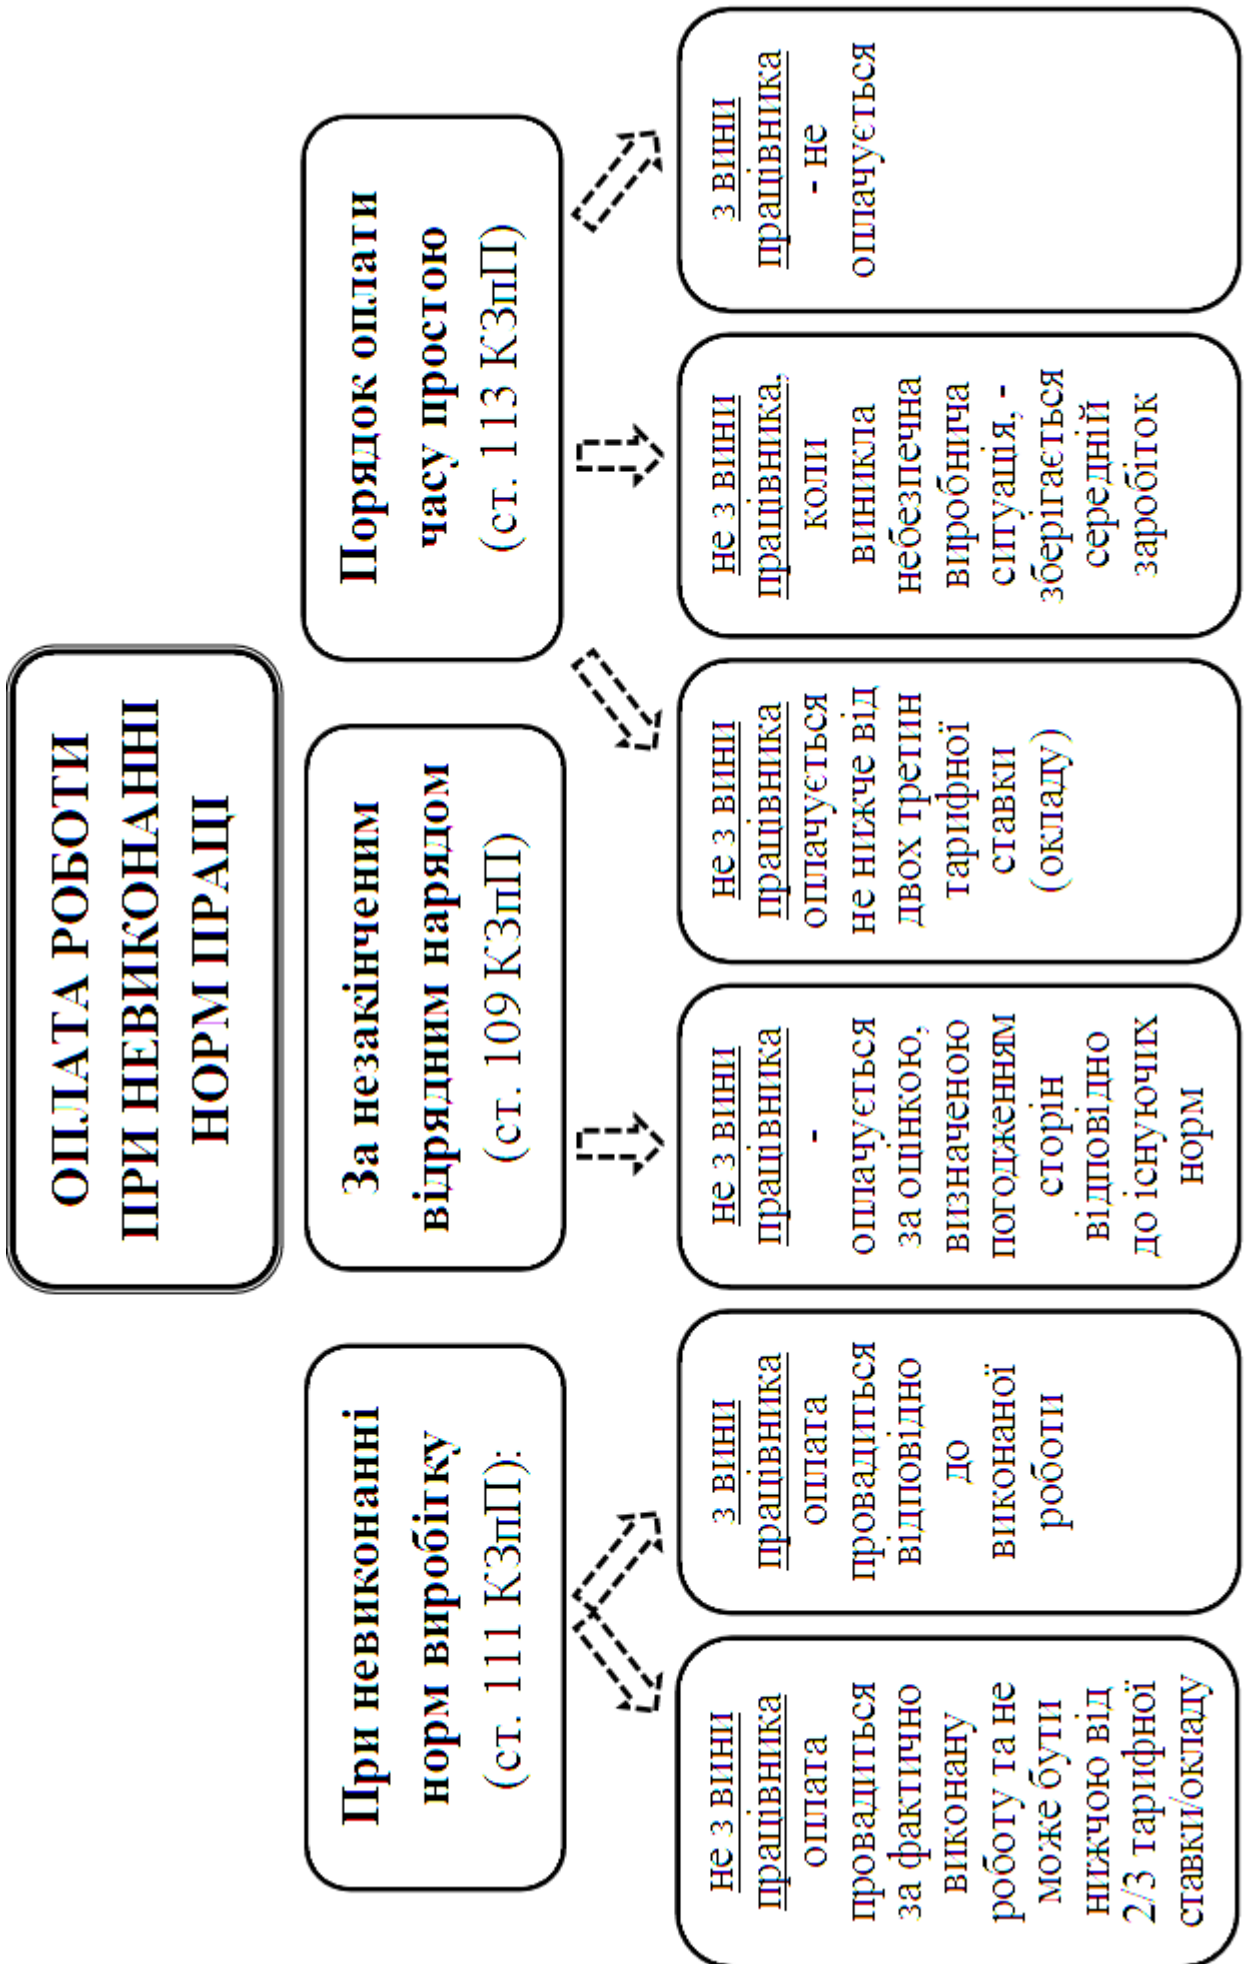 ОПЛАТА РОБОТИ
ПРИ НЕВИКОНАННІ
НОРМ ПРАЦІ
При невиконанні
норм виробітку
(ст. 111 КЗпП):
За незакінченим
відрядним нарядом
(ст. 109 КЗпП)
Порядок оплати
часу простою
(ст. 113 КЗпП)
не з вини
працівника
оплата
провадиться
за фактично
виконану
роботу та не
може бути
нижчою від
2/3 тарифної
ставки/окладу
з вини
працівника
оплата
провадиться
відповідно
до
виконаної
роботи
не з вини
працівника
-
оплачується
за оцінкою,
визначеною
погодженням
сторін
відповідно
до існуючих
норм
не з вини
працівника
оплачується
не нижче від
двох третин
тарифної
ставки
(окладу)
не з вини
працівника,
коли
виникла
небезпечна
виробнича
ситуація, -
зберігається
середній
заробіток
з вини
працівника
- не
оплачується